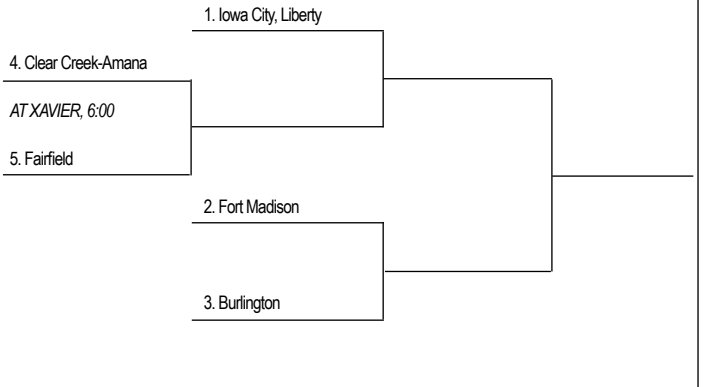 1. Iowa City, Liberty
4. Clear Creek-Amana
AT XAVIER, 6:00
5. Fairfield
2. Fort Madison
3. Burlington